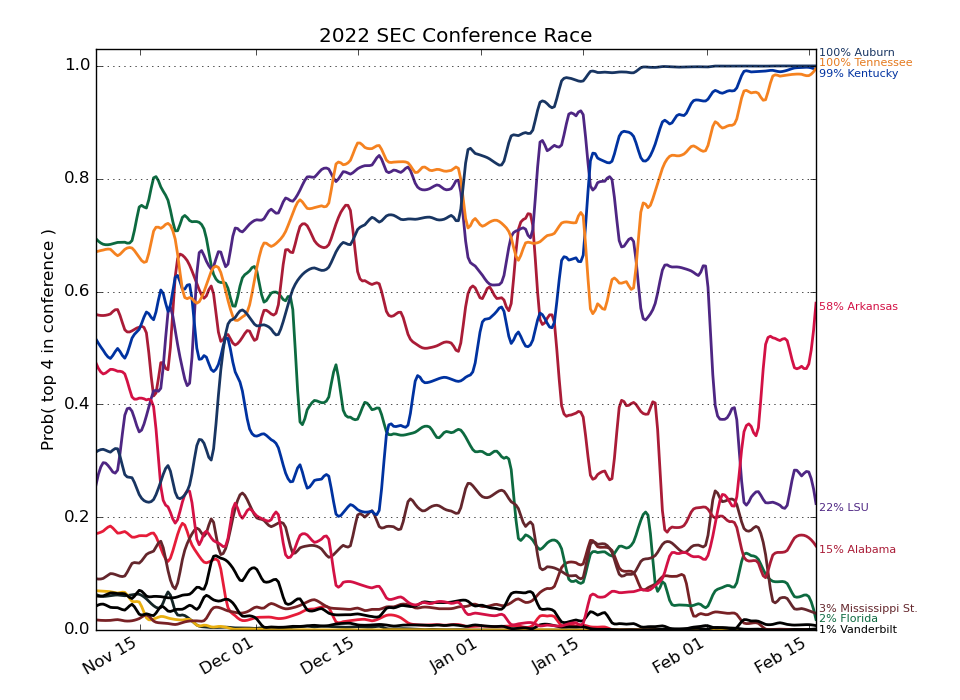 2022 SEC Conference Race
Prob( top 4 in conference )
1.0
0.8
0.6
0.4
0.2
0.0
Nov 15
Dec 01
Dec 15
Jan 01
Jan 15
Feb 01
Feb 15
100% Auburn
100% Tennessee
99% Kentucky
58% Arkansas
22% LSU
15% Alabama
3% Mississippi St.
2% Florida
1% Vanderbilt